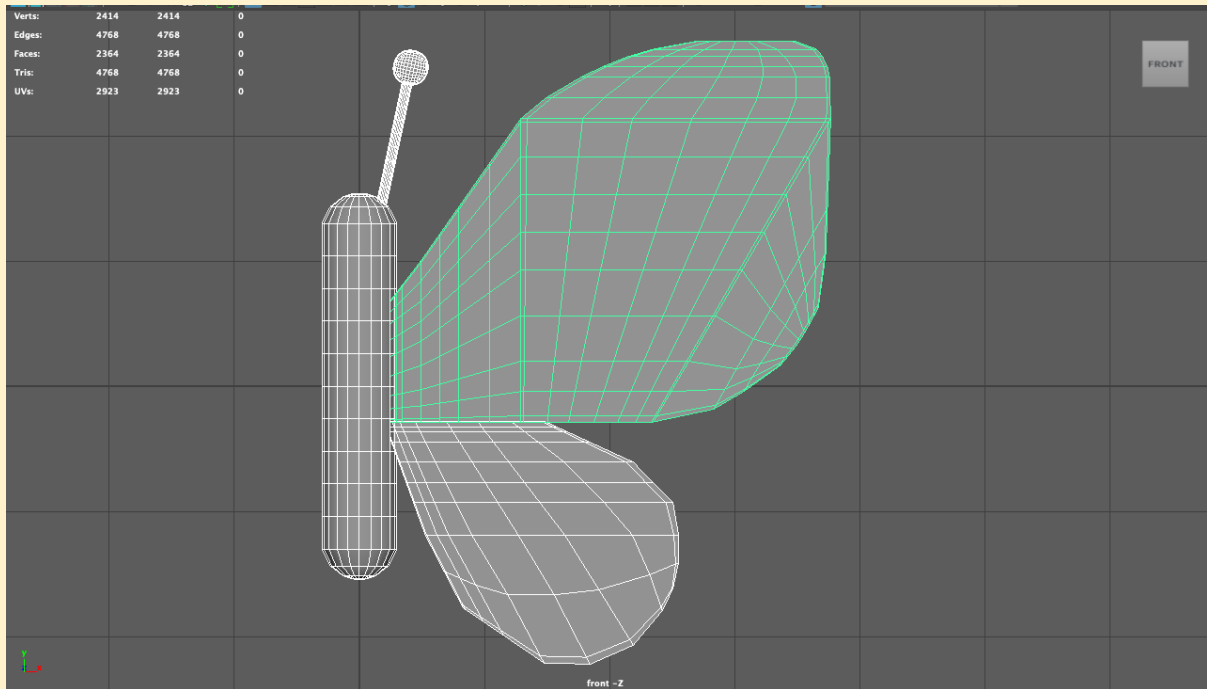 Verts: 2414 2414 0
Edges: 4768 4768 0
Faces: 2364 2364 0
Tris: 4768 4768 0
UVs: 2923 2923 0
FRONT
y
x
front -Z